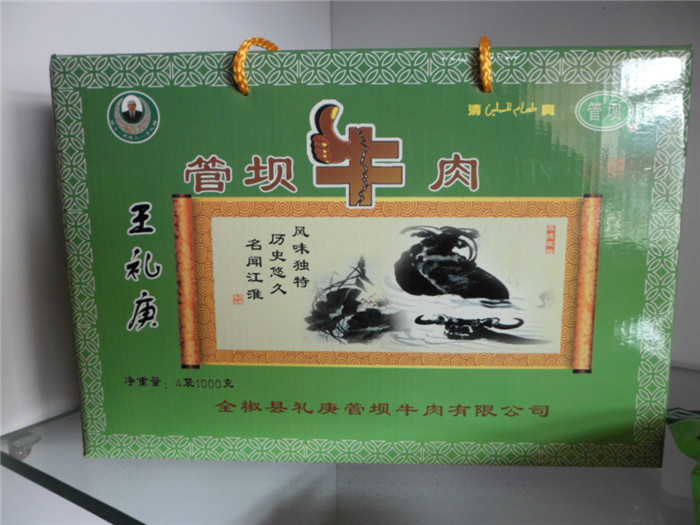 清 طعام المسلمين 真
管坝
管坝牛肉
王礼庚
风味独特
历史悠久
名闻江淮
净重量：4袋1000克
全椒县礼庚管坝牛肉有限公司